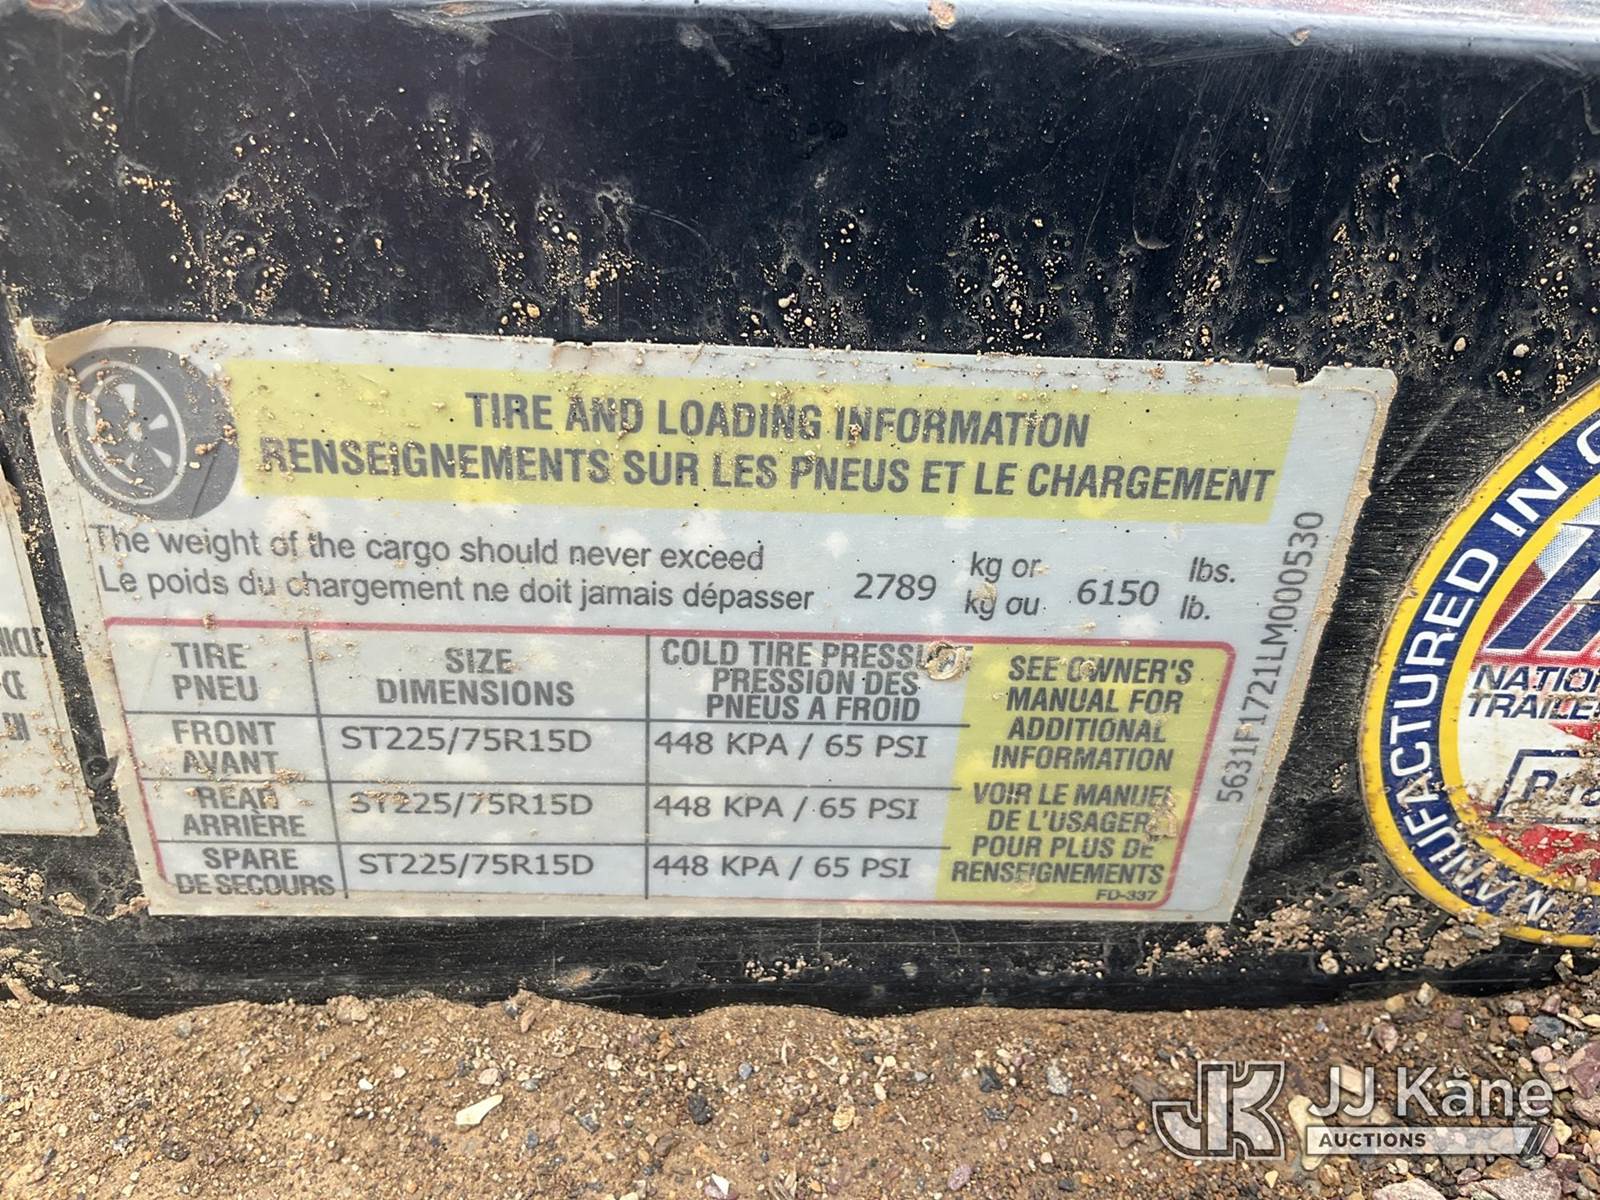 TIRE AND LOADING INFORMATION
RENSEIGNEMENTS SUR LES PNEUS ET LE CHARGEMENT
The weight of the cargo should never exceed
Le poids du chargement ne doit jamais dépasser
2789
kg or
kg ou
6150
lbs.
lb.
TIRE
PNEU
SIZE
DIMENSIONS
COLD TIRE PRESSURE
PRESSION DES
PNEUS A FROID
FRONT
AVANT
ST225/75R15D
448 KPA / 65 PSI
REAR
ARRIÈRE
ST225/75R15D
448 KPA / 65 PSI
SPARE
DE SECOURS
ST225/75R15D
448 KPA / 65 PSI
SEE OWNER'S
MANUAL FOR
ADDITIONAL
INFORMATION
VOIR LE MANUEL
DE L'USAGER
POUR PLUS DE
RENSEIGNEMENTS
FD-337
5631F1721LM000530
MANUFACTURED IN
JK JJ Kane
AUCTIONS